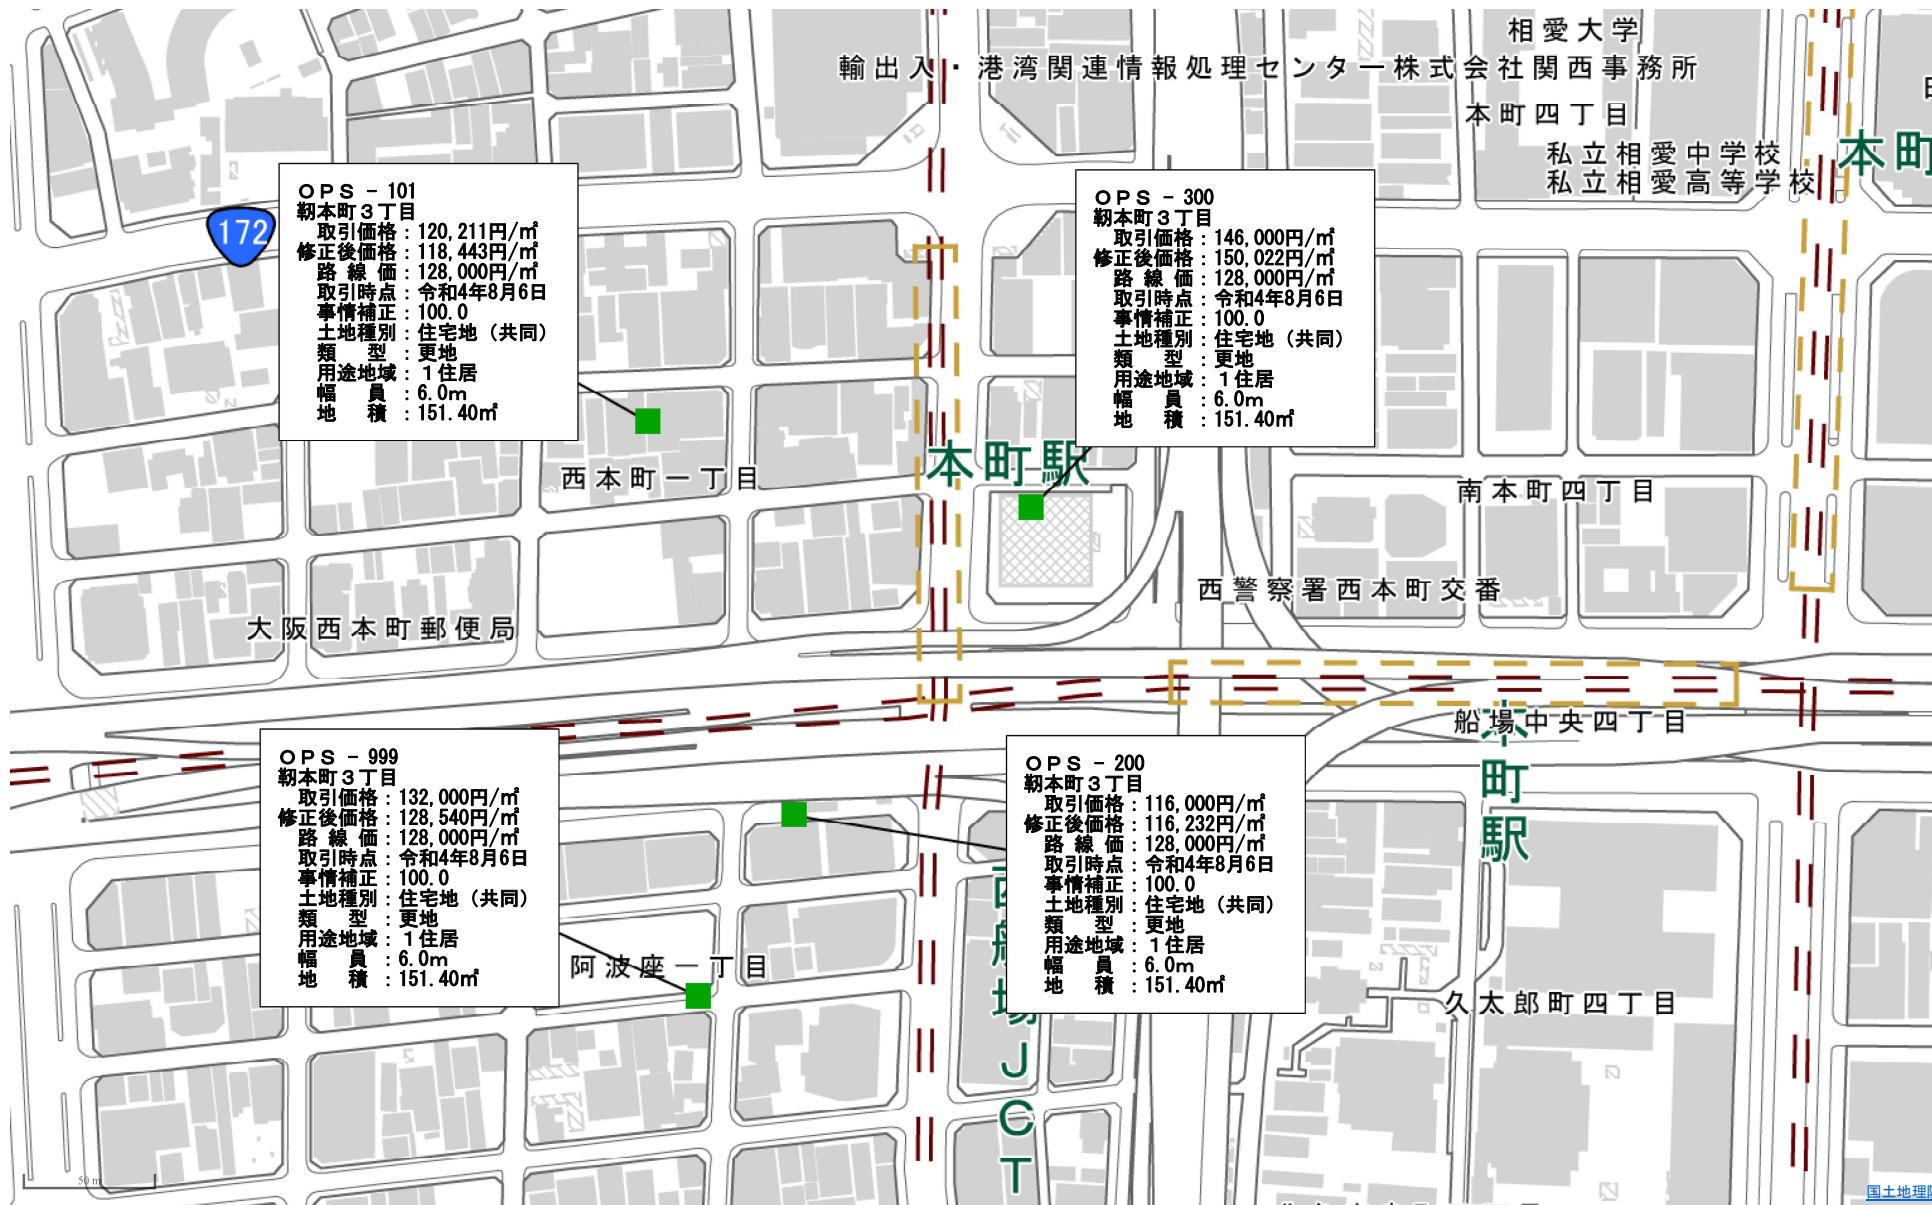 相愛大学
輸出入・港湾関連情報処理センター株式会社関西事務所
本町四丁目
私立相愛中学校
私立相愛高等学校
本町
172
OPS - 101
靭本町3丁目
取引価格：120,211円/㎡
修正後価格：118,443円/㎡
路線価：128,000円/㎡
取引時点：令和4年8月6日
事情補正：100.0
土地種別：住宅地（共同）
類型：更地
用途地域：1住居
幅員：6.0m
地積：151.40㎡
OPS - 300
靭本町3丁目
取引価格：146,000円/㎡
修正後価格：150,022円/㎡
路線価：128,000円/㎡
取引時点：令和4年8月6日
事情補正：100.0
土地種別：住宅地（共同）
類型：更地
用途地域：1住居
幅員：6.0m
地積：151.40㎡
本町駅
西本町一丁目
南本町四丁目
西警察署西本町交番
大阪西本町郵便局
船場中央四丁目
本町駅
OPS - 999
靭本町3丁目
取引価格：132,000円/㎡
修正後価格：128,540円/㎡
路線価：128,000円/㎡
取引時点：令和4年8月6日
事情補正：100.0
土地種別：住宅地（共同）
類型：更地
用途地域：1住居
幅員：6.0m
地積：151.40㎡
OPS - 200
靭本町3丁目
取引価格：116,000円/㎡
修正後価格：116,232円/㎡
路線価：128,000円/㎡
取引時点：令和4年8月6日
事情補正：100.0
土地種別：住宅地（共同）
類型：更地
用途地域：1住居
幅員：6.0m
地積：151.40㎡
西船場JCT
阿波座一丁目
久太郎町四丁目
50 m
国土地理院